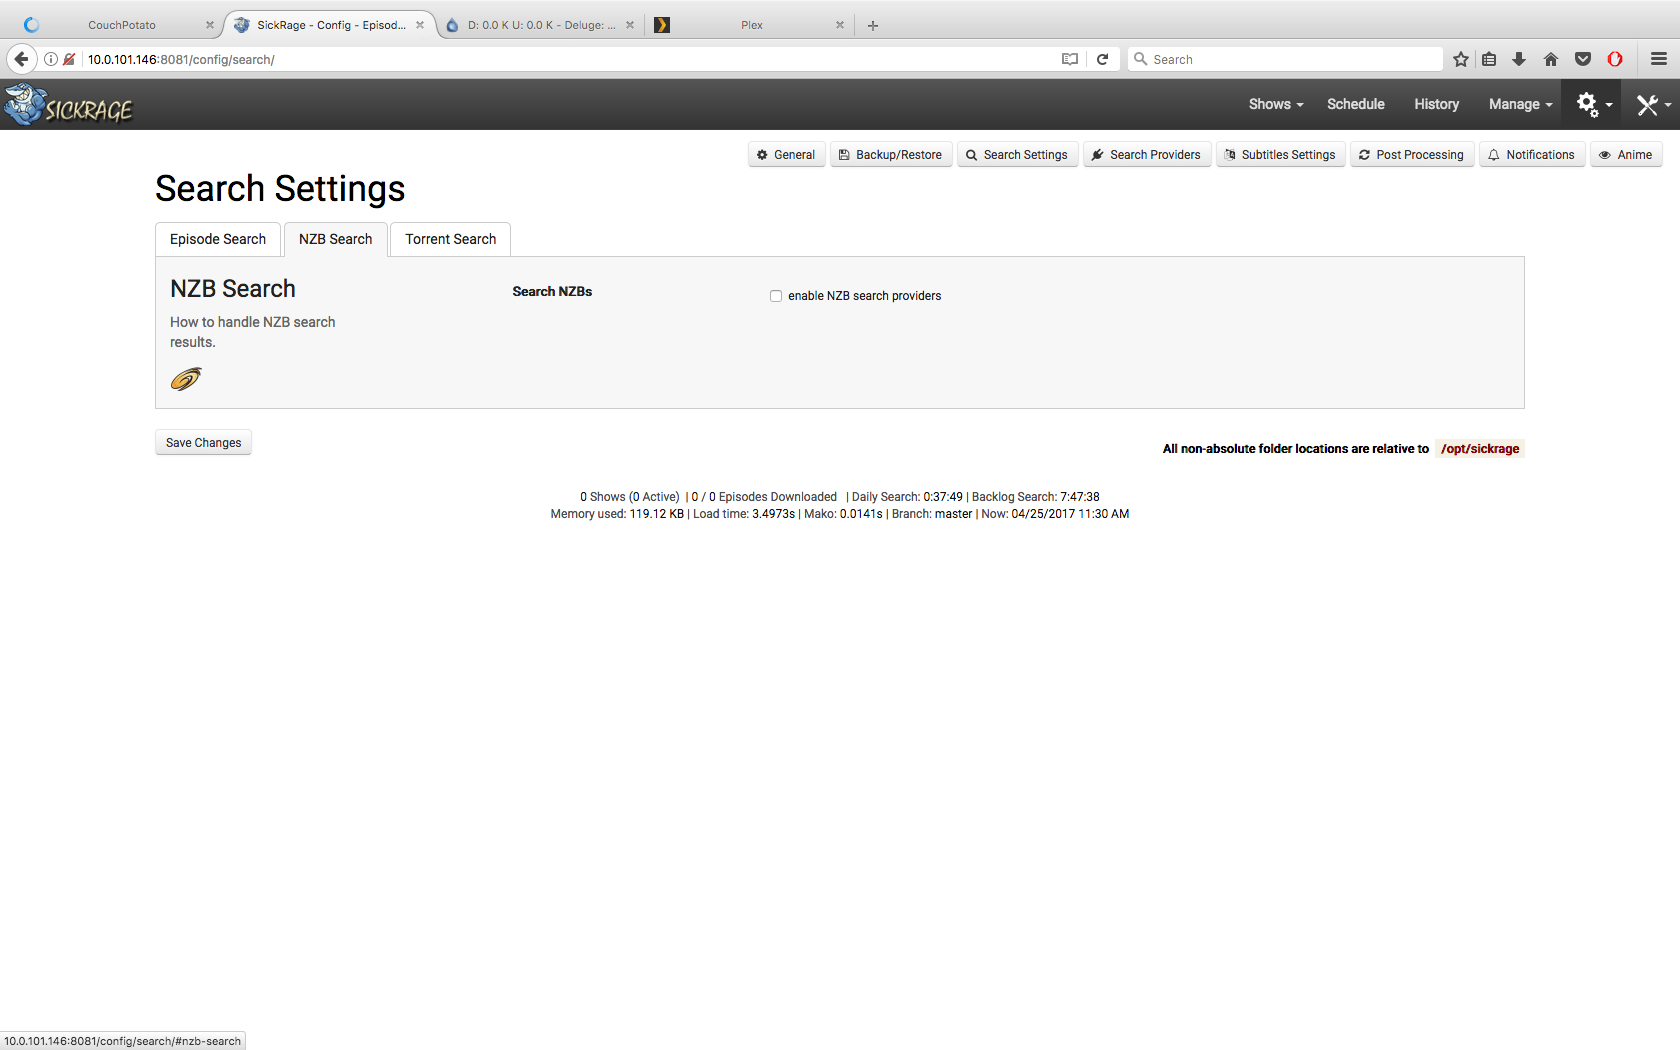 CouchPotato
SickRage - Config - Episod...
D: 0.0 K U: 0.0 K - Deluge: ...
Plex
10.0.101.146:8081/config/search/
Search
SICKRAGE
Shows
Schedule
History
Manage
General
Backup/Restore
Search Settings
Search Providers
Subtitles Settings
Post Processing
Notifications
Anime
Search Settings
Episode Search
NZB Search
Torrent Search
NZB Search
Search NZBs
enable NZB search providers
How to handle NZB search
results.
Save Changes
All non-absolute folder locations are relative to /opt/sickrage
0 Shows (0 Active) | 0 / 0 Episodes Downloaded | Daily Search: 0:37:49 | Backlog Search: 7:47:38
Memory used: 119.12 KB | Load time: 3.4973s | Mako: 0.0141s | Branch: master | Now: 04/25/2017 11:30 AM
10.0.101.146:8081/config/search/#nzb-search